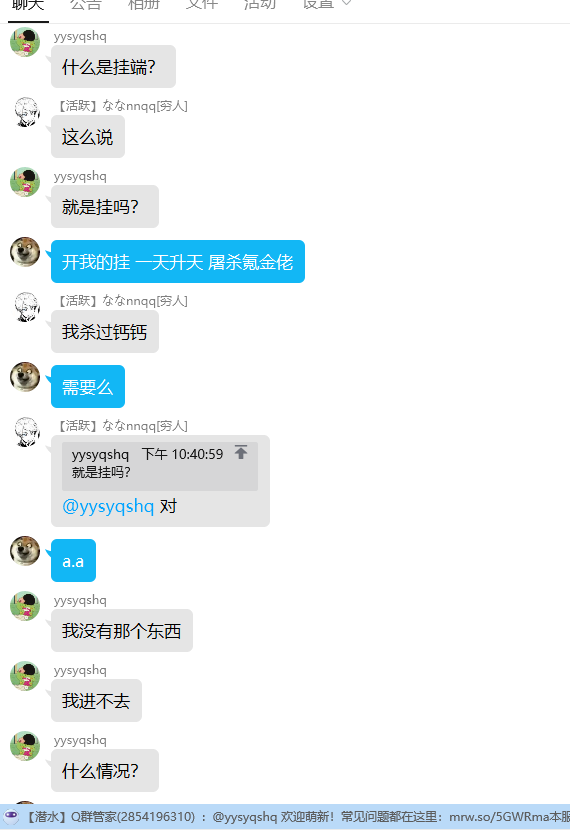 聊天 公告 相册 文件 活动 设置
yysyqshq
什么是挂端？
【活跃】ななnnqq[穷人]
这么说
yysyqshq
就是挂吗？
开我的挂 一天升天 屠杀氪金佬
【活跃】ななnnqq[穷人]
我杀过钙钙
需要么
【活跃】ななnnqq[穷人]
yysyqshq 下午 10:40:59
就是挂吗？
@yysyqshq 对
a.a
yysyqshq
我没有那个东西
yysyqshq
我进不去
yysyqshq
什么情况？
【潜水】Q群管家(2854196310) ：@yysyqshq 欢迎萌新！常见问题都在这里：mrw.so/5GWRma本服